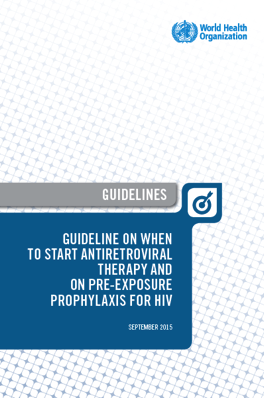 World Health
Organization
GUIDELINES
GUIDELINE ON WHEN
TO START ANTIRETROVIRAL
THERAPY AND
ON PRE-EXPOSURE
PROPHYLAXIS FOR HIV
SEPTEMBER 2015